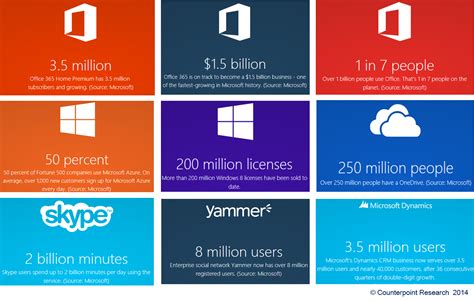 3.5 million
Office 365 Home Premium has 3.5 million
subscribers and growing. (Source: Microsoft)
$1.5 billion
Office 365 is on track to become a $1.5 billion business - one
of the fastest-growing in Microsoft history. (Source: Microsoft)
1 in 7 people
Over 1 billion people use Office. That's 1 in 7 people on the
planet. (Source: Microsoft)
50 percent
50 percent of Fortune 500 companies use Microsoft Azure. On
average, over 1,000 new customers sign up for Microsoft Azure
every day. (Source: Microsoft)
200 million licenses
More than 200 million Windows 8 licenses have been sold to
date.
250 million people
Over 250 million people have a OneDrive. (Source: Microsoft)
skype
2 billion minutes
Skype users spend up to 2 billion minutes per day using the
service. (Source: Microsoft)
yammer
8 million users
Enterprise social network Yammer now has over 8 million
registered users. (Source: Microsoft)
Microsoft Dynamics
3.5 million users
Microsoft's Dynamics CRM business now serves over 3.5
million users and nearly 40,000 customers, after 36 consecutive
quarters of double-digit growth.
© Counterpoint Research 2014